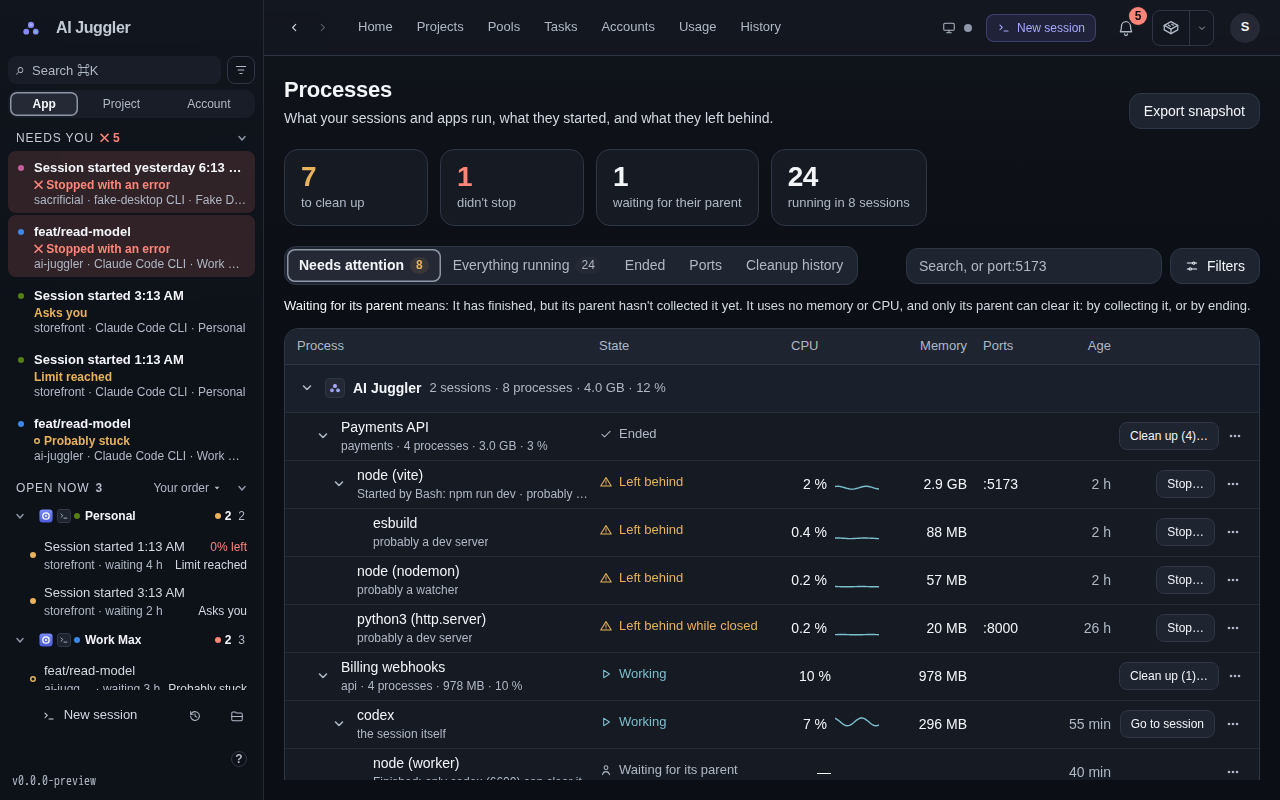 AI Juggler
Search ⌘K
App
Project
Account
NEEDS YOU 5
Session started yesterday 6:13 …
Stopped with an error
sacrificial · fake-desktop CLI · Fake D…
feat/read-model
Stopped with an error
ai-juggler · Claude Code CLI · Work …
Session started 3:13 AM
Asks you
storefront · Claude Code CLI · Personal
Session started 1:13 AM
Limit reached
storefront · Claude Code CLI · Personal
feat/read-model
Probably stuck
ai-juggler · Claude Code CLI · Work …
OPEN NOW 3
Your order
Personal 2 2
Session started 1:13 AM 0% left
storefront · waiting 4 h Limit reached
Session started 3:13 AM
storefront · waiting 2 h Asks you
Work Max 2 3
feat/read-model
ai-jugg… · waiting 3 h Probably stuck
New session
?
v0.0.0-preview
Home
Projects
Pools
Tasks
Accounts
Usage
History
New session
5
S
Processes
What your sessions and apps run, what they started, and what they left behind.
Export snapshot
7
to clean up
1
didn't stop
1
waiting for their parent
24
running in 8 sessions
Needs attention 8
Everything running 24
Ended
Ports
Cleanup history
Search, or port:5173
Filters
Waiting for its parent means: It has finished, but its parent hasn't collected it yet. It uses no memory or CPU, and only its parent can clear it: by collecting it, or by ending.
Process State CPU Memory Ports Age
AI Juggler 2 sessions · 8 processes · 4.0 GB · 12 %
Payments API
payments · 4 processes · 3.0 GB · 3 %
Ended
Clean up (4)…
node (vite)
Started by Bash: npm run dev · probably …
Left behind
2 % 2.9 GB :5173 2 h Stop…
esbuild
probably a dev server
Left behind
0.4 % 88 MB 2 h Stop…
node (nodemon)
probably a watcher
Left behind
0.2 % 57 MB 2 h Stop…
python3 (http.server)
probably a dev server
Left behind while closed
0.2 % 20 MB :8000 26 h Stop…
Billing webhooks
api · 4 processes · 978 MB · 10 %
Working
10 % 978 MB Clean up (1)…
codex
the session itself
Working
7 % 296 MB 55 min Go to session
node (worker)
Waiting for its parent
— 40 min